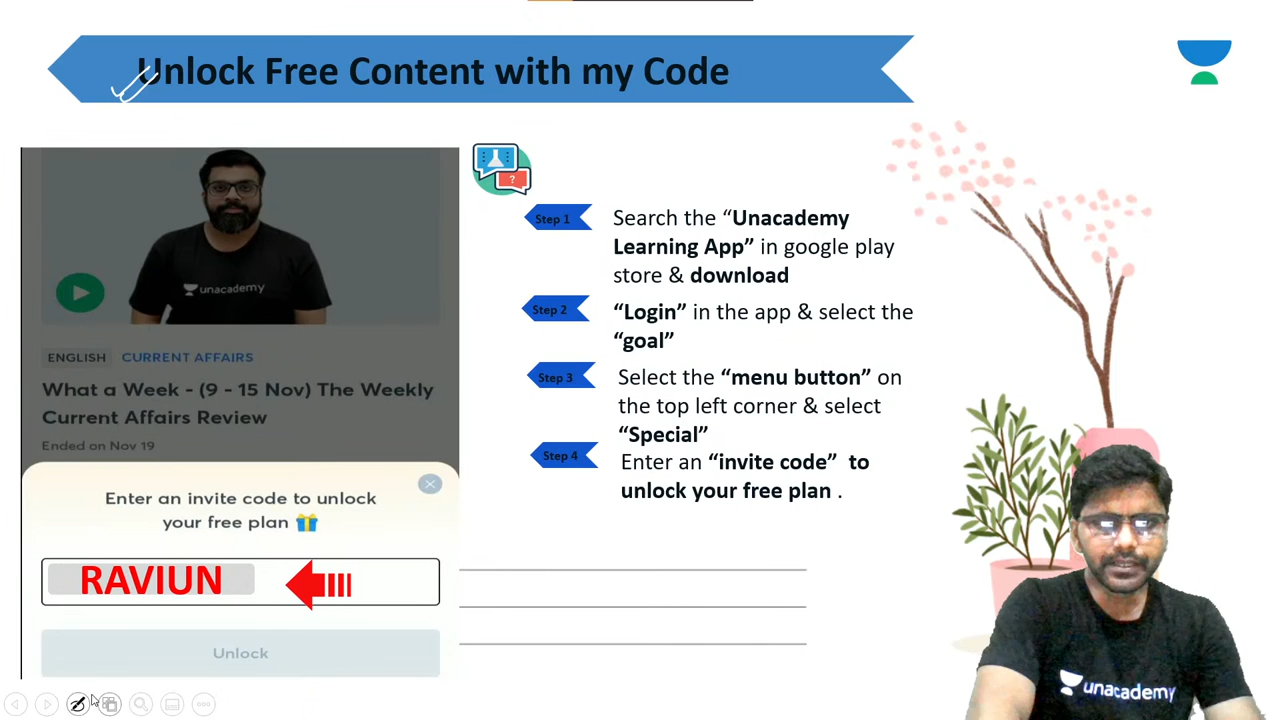 Unlock Free Content with my Code
unacademy
ENGLISH CURRENT AFFAIRS
What a Week - (9 - 15 Nov) The Weekly
Current Affairs Review
Ended on Nov 19
Enter an invite code to unlock
your free plan
RAVIUN
Unlock
?
Step 1
Search the “Unacademy
Learning App” in google play
store & download
Step 2
“Login” in the app & select the
“goal”
Step 3
Select the “menu button” on
the top left corner & select
“Special”
Step 4
Enter an “invite code” to
unlock your free plan .
unacademy